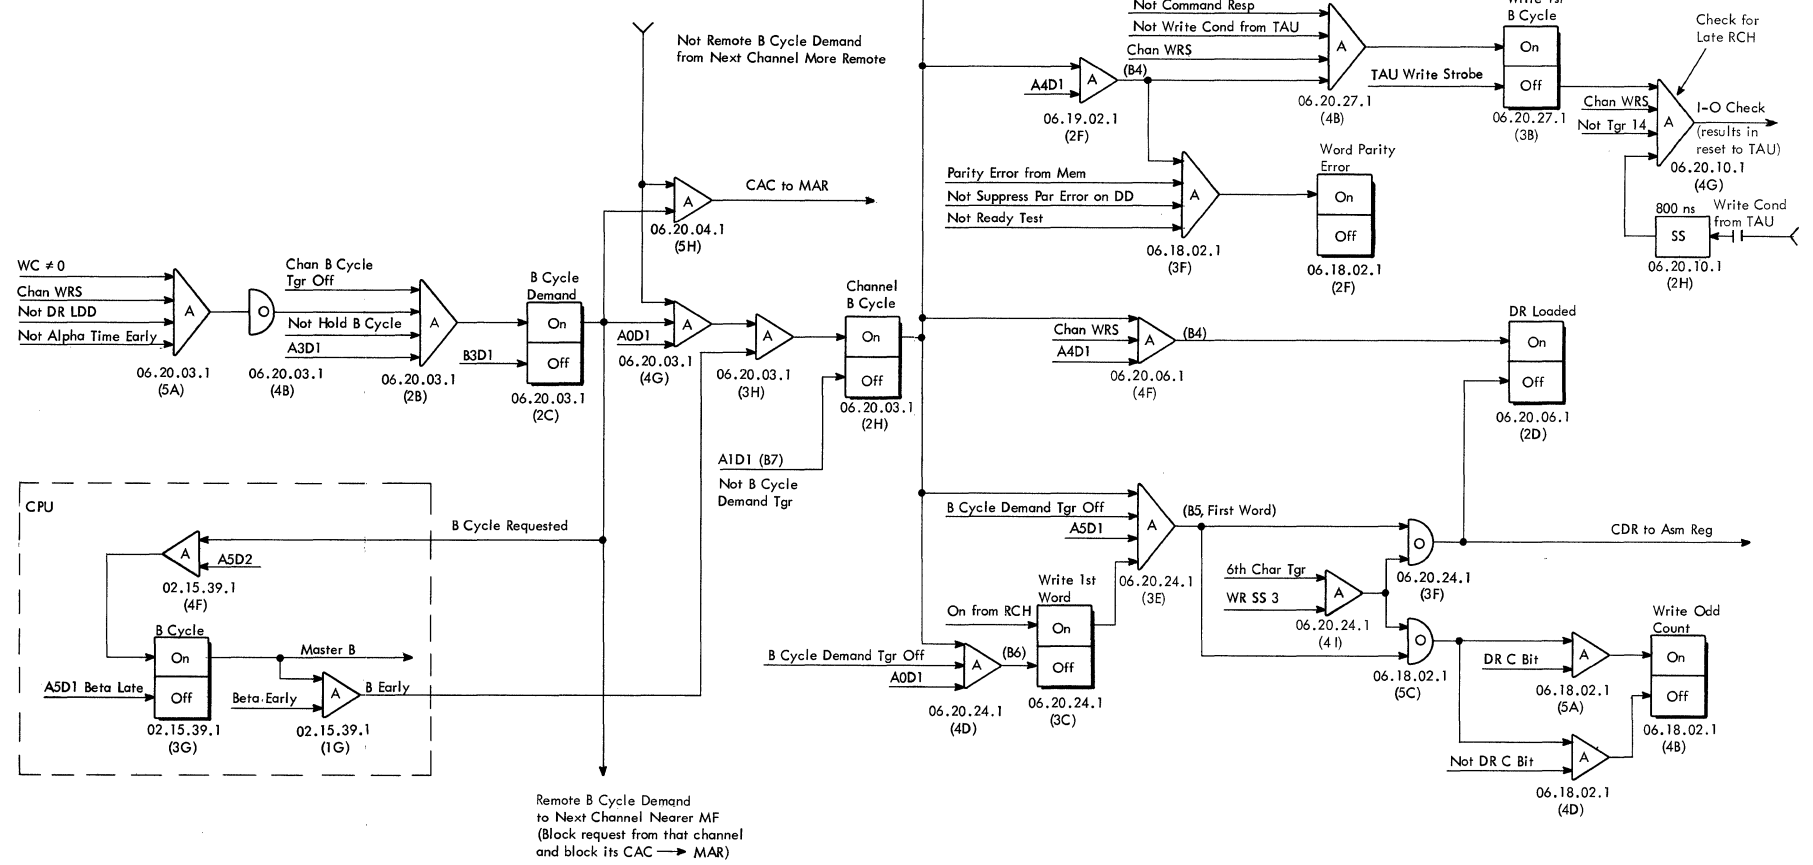 Not Remote B Cycle Demand
from Next Channel More Remote
CAC to MAR
A
06.20.04.1
(5H)
WC ≠ 0
Chan WRS
Not DR LDD
Not Alpha Time Early
A
06.20.03.1
(5A)
O
06.20.03.1
(4B)
Chan B Cycle
Tgr Off
Not Hold B Cycle
A3D1
A
06.20.03.1
(2B)
B3D1
B Cycle
Demand
On
Off
06.20.03.1
(2C)
A0D1
A
06.20.03.1
(4G)
A
06.20.03.1
(3H)
Channel
B Cycle
On
Off
06.20.03.1
(2H)
A1D1 (B7)
Not B Cycle
Demand Tgr
CPU
B Cycle Requested
A
A5D2
02.15.39.1
(4F)
B Cycle
On
Off
02.15.39.1
(3G)
A5D1 Beta Late
Master B
Beta Early
A
B Early
02.15.39.1
(1G)
Remote B Cycle Demand
to Next Channel Nearer MF
(Block request from that channel
and block its CAC → MAR)
A4D1
A
(B4)
06.19.02.1
(2F)
Not Command Resp
Not Write Cond from TAU
Chan WRS
A
06.20.27.1
(4B)
TAU Write Strobe
B Cycle
On
Off
06.20.27.1
(3B)
Check for
Late RCH
Chan WRS
Not Tgr 14
A
I-O Check
(results in
reset to TAU)
06.20.10.1
(4G)
800 ns
SS
Write Cond
from TAU
06.20.10.1
(2H)
Parity Error from Mem
Not Suppress Par Error on DD
Not Ready Test
A
06.18.02.1
(3F)
Word Parity
Error
On
Off
06.18.02.1
(2F)
Chan WRS
A4D1
A
(B4)
06.20.06.1
(4F)
DR Loaded
On
Off
06.20.06.1
(2D)
B Cycle Demand Tgr Off
A5D1
A
(B5, First Word)
06.20.24.1
(3E)
On from RCH
Write 1st
Word
On
Off
06.20.24.1
(3C)
B Cycle Demand Tgr Off
A0D1
A
(B6)
06.20.24.1
(4D)
6th Char Tgr
WR SS 3
A
06.20.24.1
(4I)
O
06.20.24.1
(3F)
CDR to Asm Reg
O
06.18.02.1
(5C)
DR C Bit
A
06.18.02.1
(5A)
Write Odd
Count
On
Off
06.18.02.1
(4B)
Not DR C Bit
A
06.18.02.1
(4D)